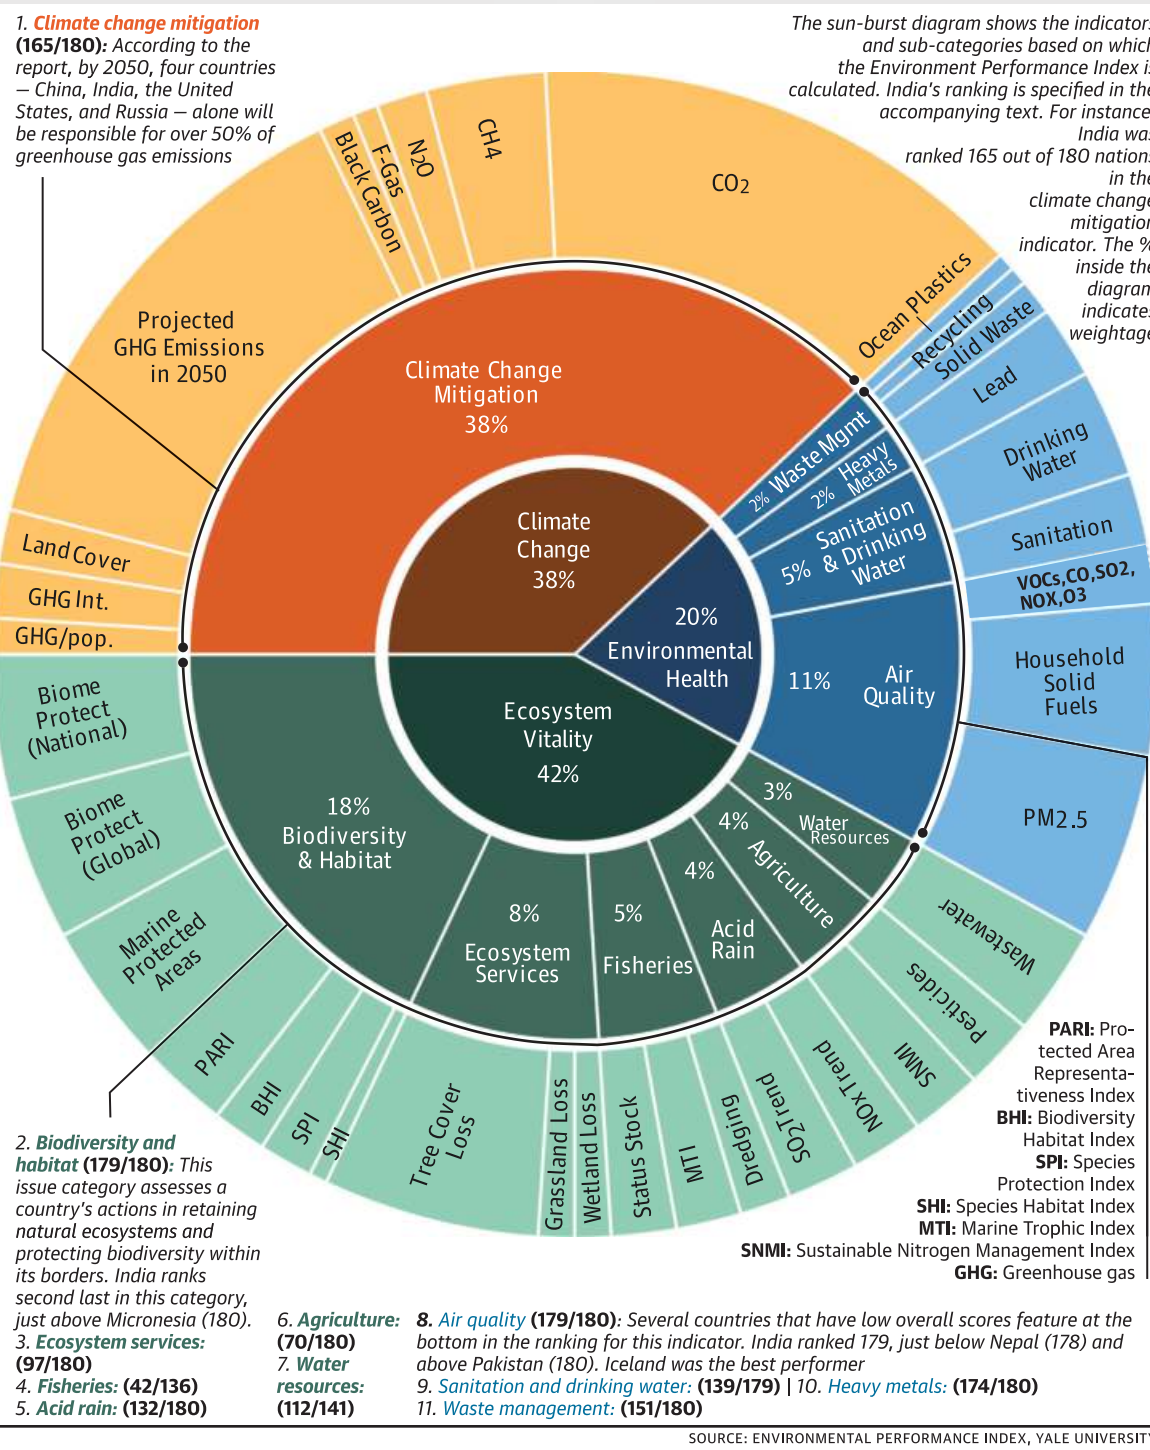 1. Climate change mitigation
(165/180): According to the
report, by 2050, four countries
— China, India, the United
States, and Russia — alone will
be responsible for over 50% of
greenhouse gas emissions
The sun-burst diagram shows the indicators
and sub-categories based on which
the Environment Performance Index is
calculated. India's ranking is specified in the
accompanying text. For instance,
India was
ranked 165 out of 180 nations
in the
climate change
mitigation
indicator. The %
inside the
diagram
indicates
weightage
Black Carbon
F-Gas
N2O
CH4
CO2
Projected
GHG Emissions
in 2050
Land Cover
GHG Int.
GHG/pop.
Ocean Plastics
Recycling
Solid Waste
Lead
Drinking
Water
Sanitation
VOCs,CO,SO2,
NOX,O3
Household
Solid
Fuels
PM2.5
Climate Change
Mitigation
38%
2% Waste Mgmt
2% Heavy
Metals
Sanitation
5% & Drinking
Water
11% Air
Quality
Climate
Change
38%
20%
Environmental
Health
Ecosystem
Vitality
42%
18%
Biodiversity
& Habitat
8%
Ecosystem
Services
5%
Fisheries
4%
Acid
Rain
4%
Agriculture
3%
Water
Resources
Biome
Protect
(National)
Biome
Protect
(Global)
Marine
Protected
Areas
PARI
BHI
SPI
SHI
Tree Cover
Loss
Grassland Loss
Wetland Loss
Status Stock
MTI
Dredging
SO2Trend
NOxTrend
SNMI
Pesticides
Wastewater
PARI: Pro-
tected Area
Representa-
tiveness Index
BHI: Biodiversity
Habitat Index
SPI: Species
Protection Index
SHI: Species Habitat Index
MTI: Marine Trophic Index
SNMI: Sustainable Nitrogen Management Index
GHG: Greenhouse gas
2. Biodiversity and
habitat (179/180): This
issue category assesses a
country's actions in retaining
natural ecosystems and
protecting biodiversity within
its borders. India ranks
second last in this category,
just above Micronesia (180).
3. Ecosystem services:
(97/180)
4. Fisheries: (42/136)
5. Acid rain: (132/180)
6. Agriculture:
(70/180)
7. Water
resources:
(112/141)
8. Air quality (179/180): Several countries that have low overall scores feature at the
bottom in the ranking for this indicator. India ranked 179, just below Nepal (178) and
above Pakistan (180). Iceland was the best performer
9. Sanitation and drinking water: (139/179) | 10. Heavy metals: (174/180)
11. Waste management: (151/180)
SOURCE: ENVIRONMENTAL PERFORMANCE INDEX, YALE UNIVERSITY